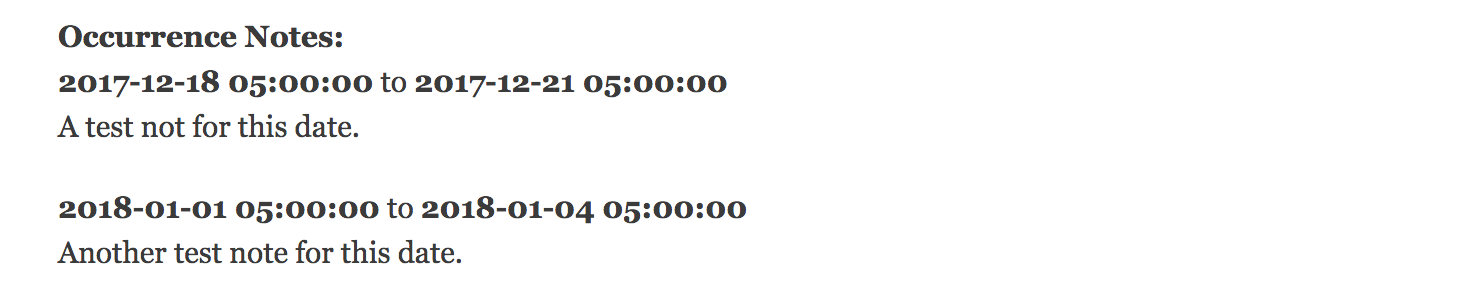 Occurrence Notes:
2017-12-18 05:00:00 to 2017-12-21 05:00:00
A test not for this date.
2018-01-01 05:00:00 to 2018-01-04 05:00:00
Another test note for this date.